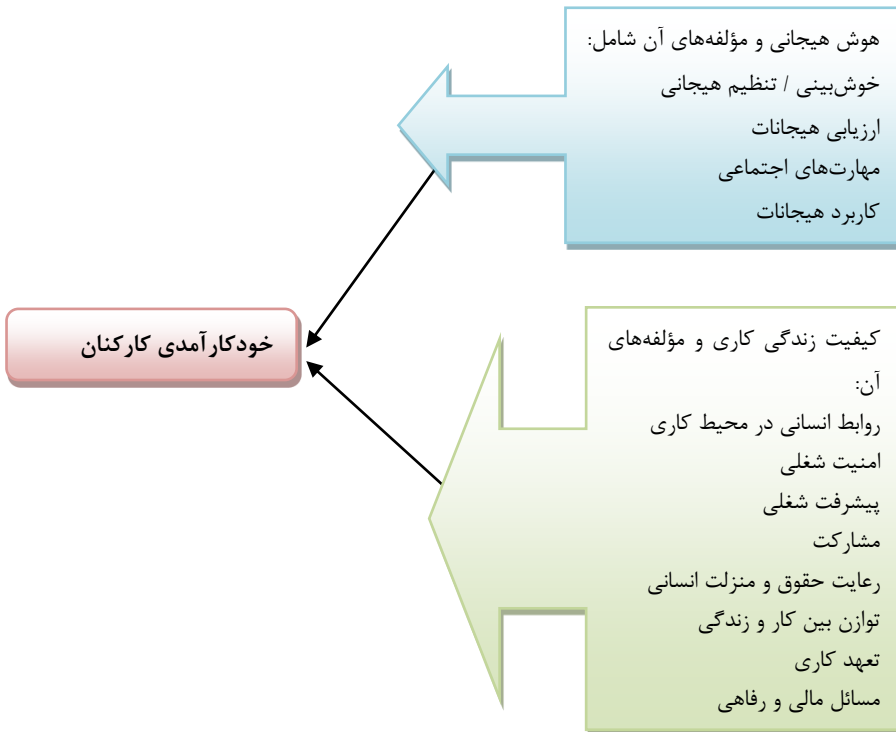 هوش هیجانی و مؤلفه‌های آن شامل:
خوش‌بینی / تنظیم هیجانی
ارزیابی هیجانات
مهارت‌های اجتماعی
کاربرد هیجانات
خودکارآمدی کارکنان
کیفیت زندگی کاری و مؤلفه‌های
آن:
روابط انسانی در محیط کاری
امنیت شغلی
پیشرفت شغلی
مشارکت
رعایت حقوق و منزلت انسانی
توازن بین کار و زندگی
تعهد کاری
مسائل مالی و رفاهی